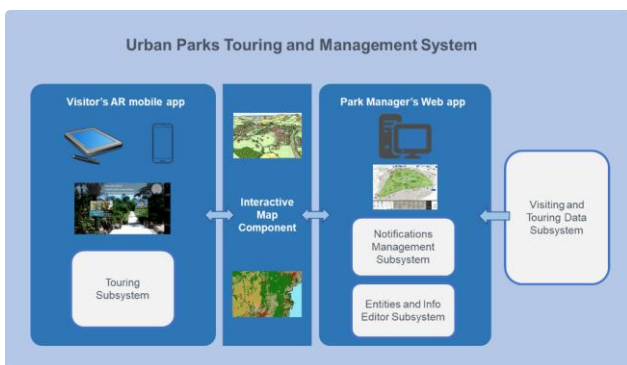 Urban Parks Touring and Management System
Visitor's AR mobile app
Touring
Subsystem
Interactive
Map
Component
Park Manager's Web app
Notifications
Management
Subsystem
Entities and Info
Editor Subsystem
Visiting and
Touring Data
Subsystem